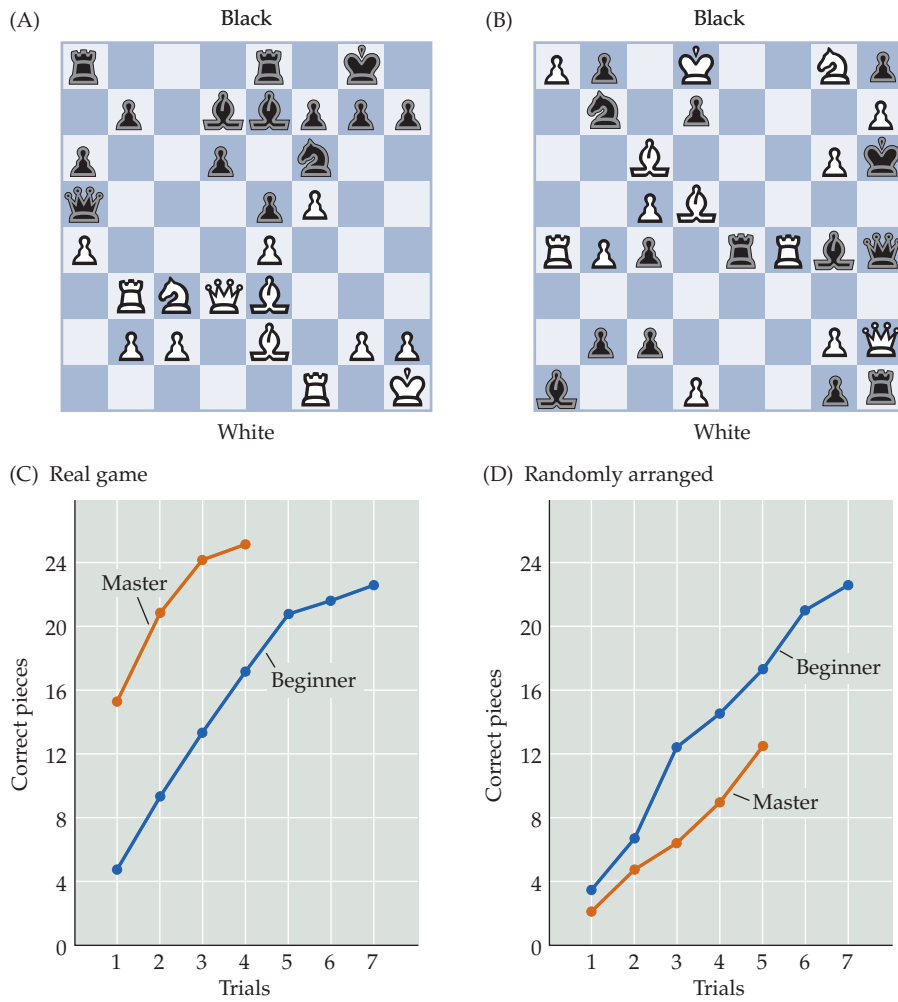 (A)
Black
White
(B)
Black
White
(C) Real game
Correct pieces
24
20
16
12
8
4
0
Master
Beginner
1 2 3 4 5 6 7
Trials
(D) Randomly arranged
Correct pieces
24
20
16
12
8
4
0
Beginner
Master
1 2 3 4 5 6 7
Trials